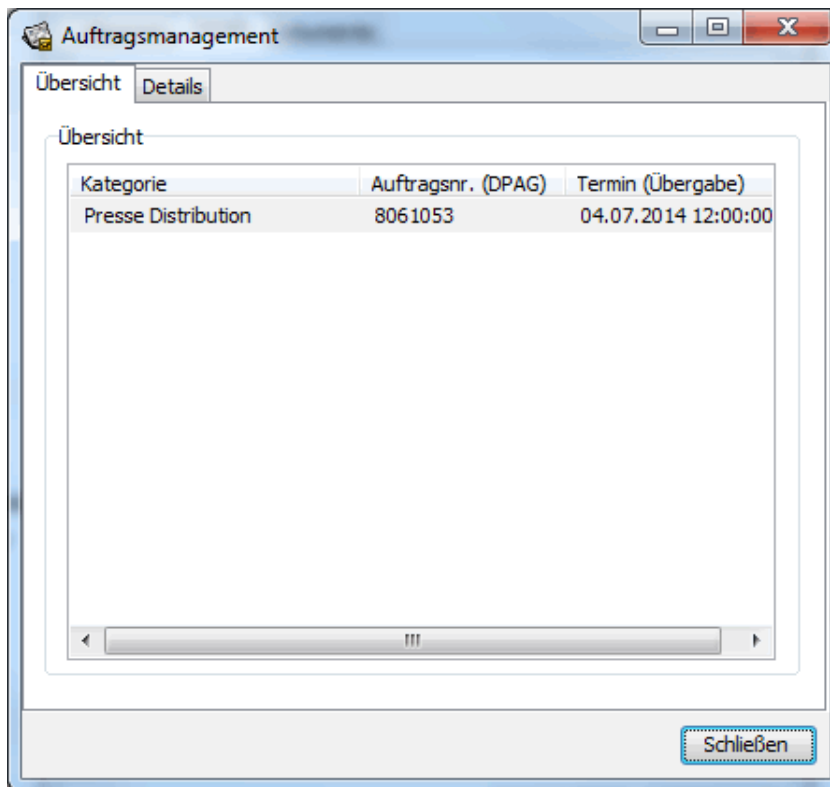 Auftragsmanagement
Übersicht Details
Übersicht
Kategorie Auftragsnr. (DPAG) Termin (Übergabe)
Presse Distribution 8061053 04.07.2014 12:00:00
Schließen